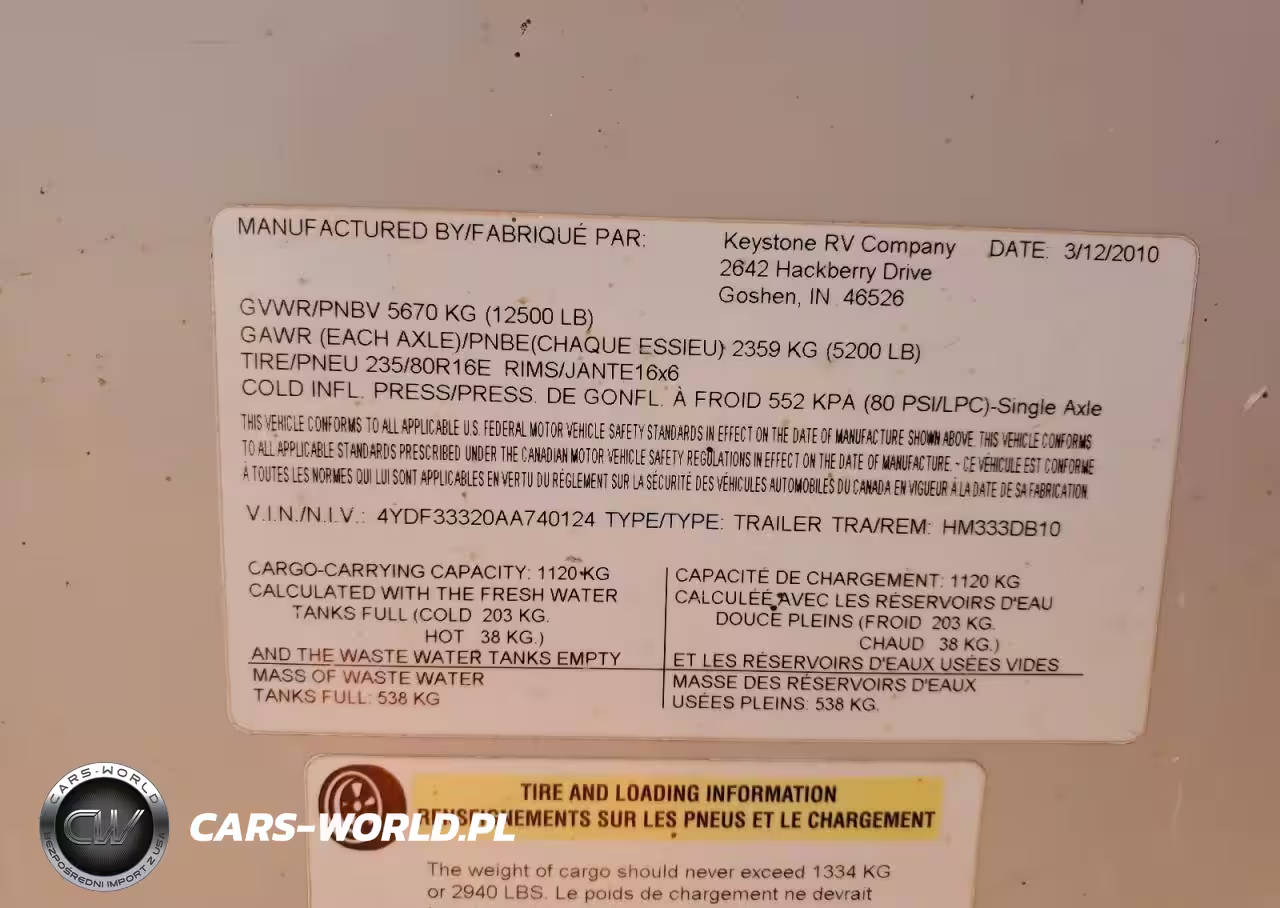 MANUFACTURED BY/FABRIQUÉ PAR: Keystone RV Company DATE: 3/12/2010
2642 Hackberry Drive
Goshen, IN 46526
GVWR/PNBV 5670 KG (12500 LB)
GAWR (EACH AXLE)/PNBE(CHAQUE ESSIEU) 2359 KG (5200 LB)
TIRE/PNEU 235/80R16E RIMS/JANTE16x6
COLD INFL. PRESS/PRESS. DE GONFL. À FROID 552 KPA (80 PSI/LPC)-Single Axle
THIS VEHICLE CONFORMS TO ALL APPLICABLE U.S. FEDERAL MOTOR VEHICLE SAFETY STANDARDS IN EFFECT ON THE DATE OF MANUFACTURE SHOWN ABOVE. THIS VEHICLE CONFORMS
TO ALL APPLICABLE STANDARDS PRESCRIBED UNDER THE CANADIAN MOTOR VEHICLE SAFETY REGULATIONS IN EFFECT ON THE DATE OF MANUFACTURE. - CE VÉHICULE EST CONFORME
À TOUTES LES NORMES QUI LUI SONT APPLICABLES EN VERTU DU RÉGLEMENT SUR LA SÉCURITÉ DES VÉHICULES AUTOMOBILES DU CANADA EN VIGUEUR À LA DATE DE SA FABRICATION.
V.I.N./N.I.V.: 4YDF33320AA740124 TYPE/TYPE: TRAILER TRA/REM: HM333DB10
CARGO-CARRYING CAPACITY: 1120 KG
CALCULATED WITH THE FRESH WATER
TANKS FULL (COLD 203 KG.
HOT 38 KG.)
AND THE WASTE WATER TANKS EMPTY
MASS OF WASTE WATER
TANKS FULL: 538 KG
CAPACITÉ DE CHARGEMENT: 1120 KG
CALCULÉE AVEC LES RÉSERVOIRS D'EAU
DOUCE PLEINS (FROID 203 KG.
CHAUD 38 KG.)
ET LES RÉSERVOIRS D'EAUX USÉES VIDES
MASSE DES RÉSERVOIRS D'EAUX
USÉES PLEINS: 538 KG.
TIRE AND LOADING INFORMATION
RENSEIGNEMENTS SUR LES PNEUS ET LE CHARGEMENT
The weight of cargo should never exceed 1334 KG
or 2940 LBS. Le poids de chargement ne devrait
CARS-WORLD
CW
BEZPOŚREDNI IMPORT Z USA
CARS-WORLD.PL